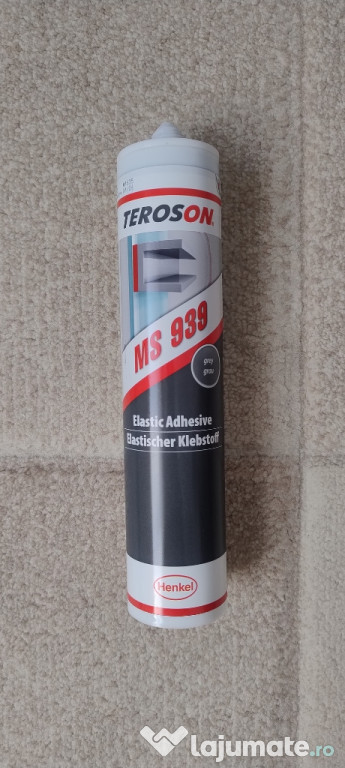 TEROSON
MS 939
grey
grau
Elastic Adhesive
Elastischer Klebstoff
Henkel
lajumate.ro